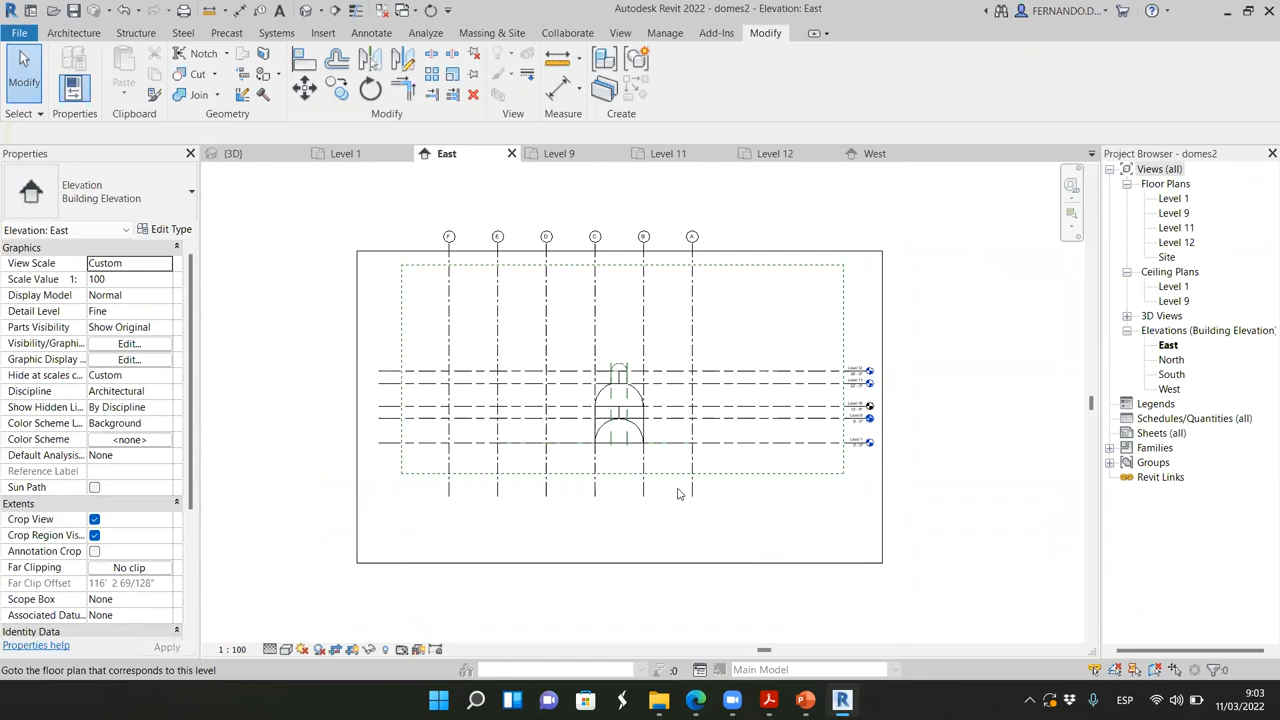 Autodesk Revit 2022 - domes2 - Elevation: East
FERNANDO.D...
File Architecture Structure Steel Precast Systems Insert Annotate Analyze Massing & Site Collaborate View Manage Add-Ins Modify
Modify
Properties
Paste
Notch
Cut
Join
Select Properties Clipboard Geometry Modify View Measure Create
Properties
{3D} Level 1 East Level 9 Level 11 Level 12 West
Project Browser - domes2
Elevation
Building Elevation
Elevation: East Edit Type
Graphics
View Scale Custom
Scale Value 1: 100
Display Model Normal
Detail Level Fine
Parts Visibility Show Original
Visibility/Graphi... Edit...
Graphic Display ... Edit...
Hide at scales c... Custom
Discipline Architectural
Show Hidden Li... By Discipline
Color Scheme L... Background
Color Scheme <none>
Default Analysis... None
Reference Label
Sun Path
Extents
Crop View
Crop Region Vis...
Annotation Crop
Far Clipping No clip
Far Clip Offset 116' 2 69/128"
Scope Box None
Associated Datu... None
Identity Data
Properties help Apply
F E D C B A
Level 12
Level 11
Level 9
Level 1
Views (all)
Floor Plans
Level 1
Level 9
Level 11
Level 12
Site
Ceiling Plans
Level 1
Level 9
3D Views
Elevations (Building Elevation)
East
North
South
West
Legends
Schedules/Quantities (all)
Sheets (all)
Families
Groups
Revit Links
1 : 100
Goto the floor plan that corresponds to this level
:0
Main Model
:0
ESP
9:03
11/03/2022